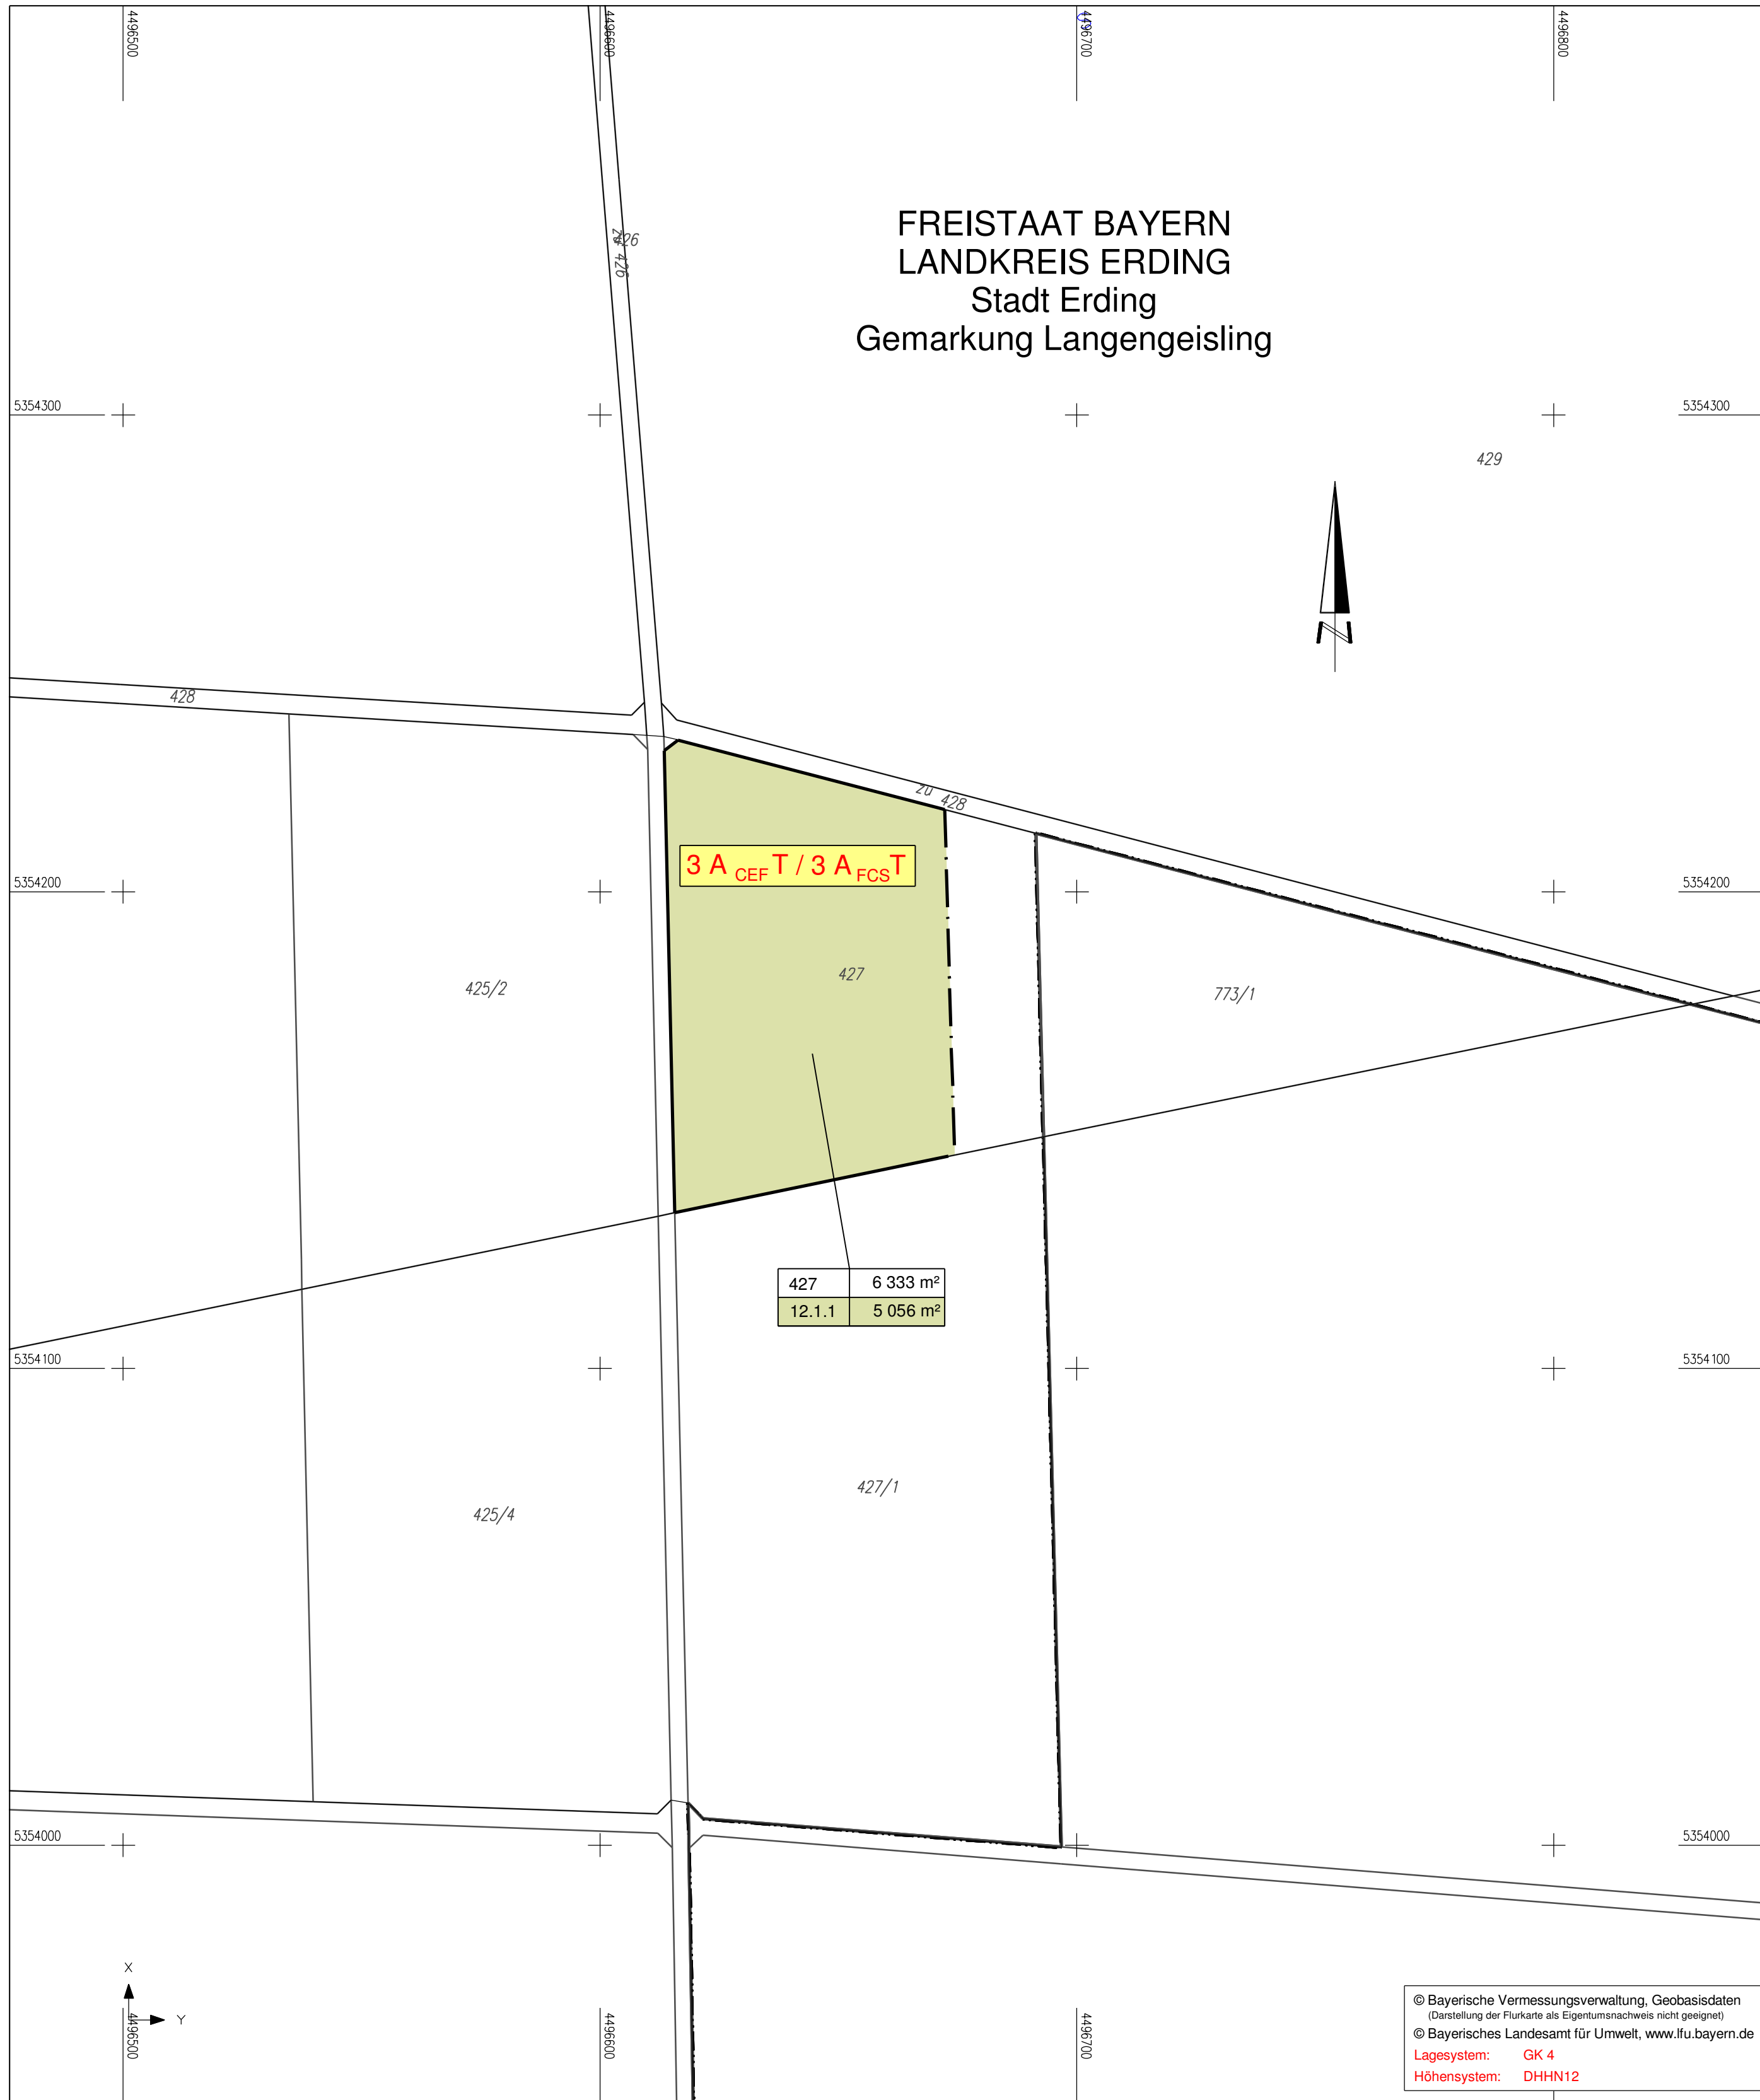 4496500
4496600
4496700
4496800
FREISTAAT BAYERN
LANDKREIS ERDING
Stadt Erding
Gemarkung Langengeisling
426
zu 426
5354300
5354300
429
N
428
zu 428
3 A CEF T / 3 A FCS T
5354200
5354200
427
425/2
773/1
427 6 333 m²
12.1.1 5 056 m²
5354100
5354100
427/1
425/4
5354000
5354000
X
Y
4496500
4496600
4496700
© Bayerische Vermessungsverwaltung, Geobasisdaten
(Darstellung der Flurkarte als Eigentumsnachweis nicht geeignet)
© Bayerisches Landesamt für Umwelt, www.lfu.bayern.de
Lagesystem: GK 4
Höhensystem: DHHN12